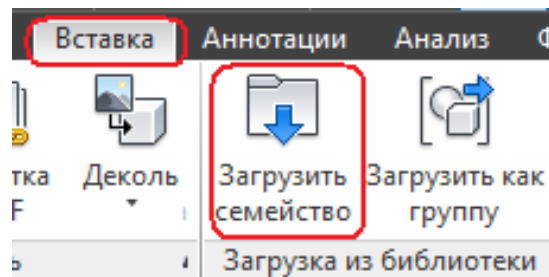 Вставка Аннотации Анализ
Деколь Загрузить Загрузить как
семейство группу
Загрузка из библиотеки